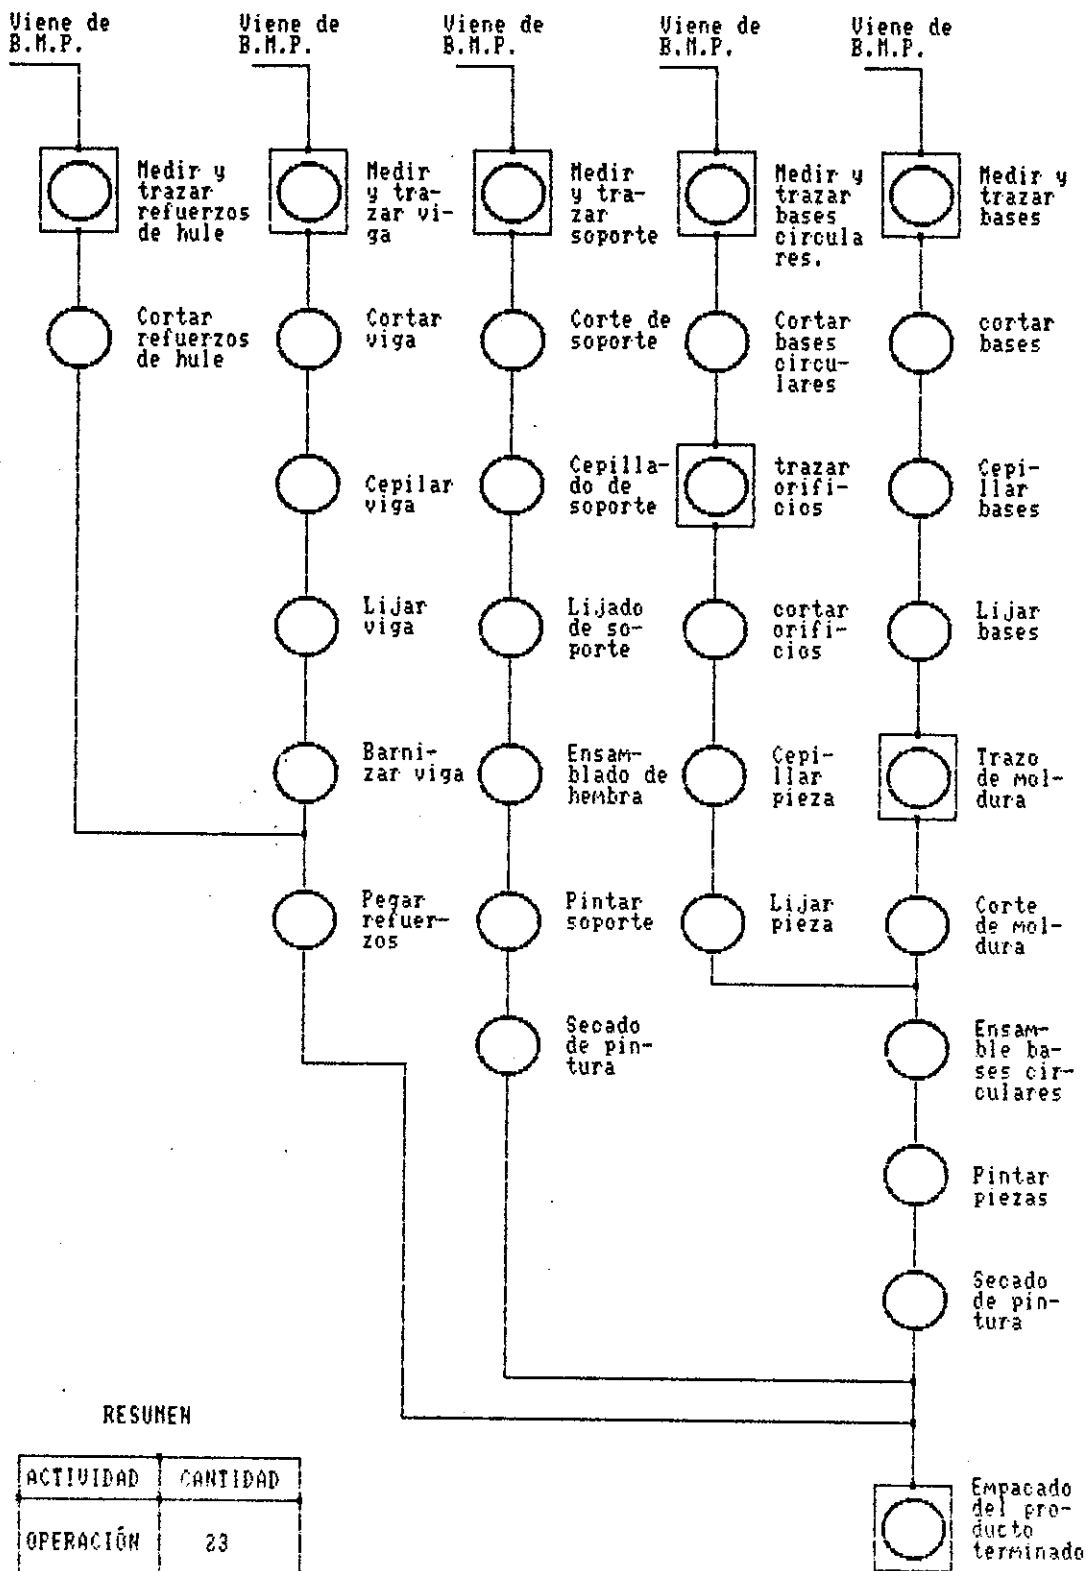 Viene de
B.M.P.
Viene de
B.M.P.
Viene de
B.M.P.
Viene de
B.M.P.
Viene de
B.M.P.
Medir y
trazar
refuerzos
de hule
Medir
y tra-
zar vi-
ga
Medir
y tra-
zar
soporte
Medir y
trazar
bases
circula
res.
Medir y
trazar
bases
Cortar
refuerzos
de hule
Cortar
viga
Corte de
soporte
Cortar
bases
circu-
lares
cortar
bases
Cepilar
viga
Cepilla-
do de
soporte
trazar
orifi-
cios
Cepi-
llar
bases
Lijar
viga
Lijado
de so-
porte
cortar
orifi-
cios
Lijar
bases
Barni-
zar viga
Ensam-
blado de
hembra
Cepi-
llar
pieza
Trazo
de mol-
dura
Pegar
refuer-
zos
Pintar
soporte
Lijar
pieza
Corte
de mol-
dura
Secado
de pin-
tura
Ensam-
ble ba-
ses cir-
culares
Pintar
piezas
Secado
de pin-
tura
Empacado
del pro-
ducto
terminado
RESUMEN
ACTIVIDAD CANTIDAD
OPERACIÓN 23